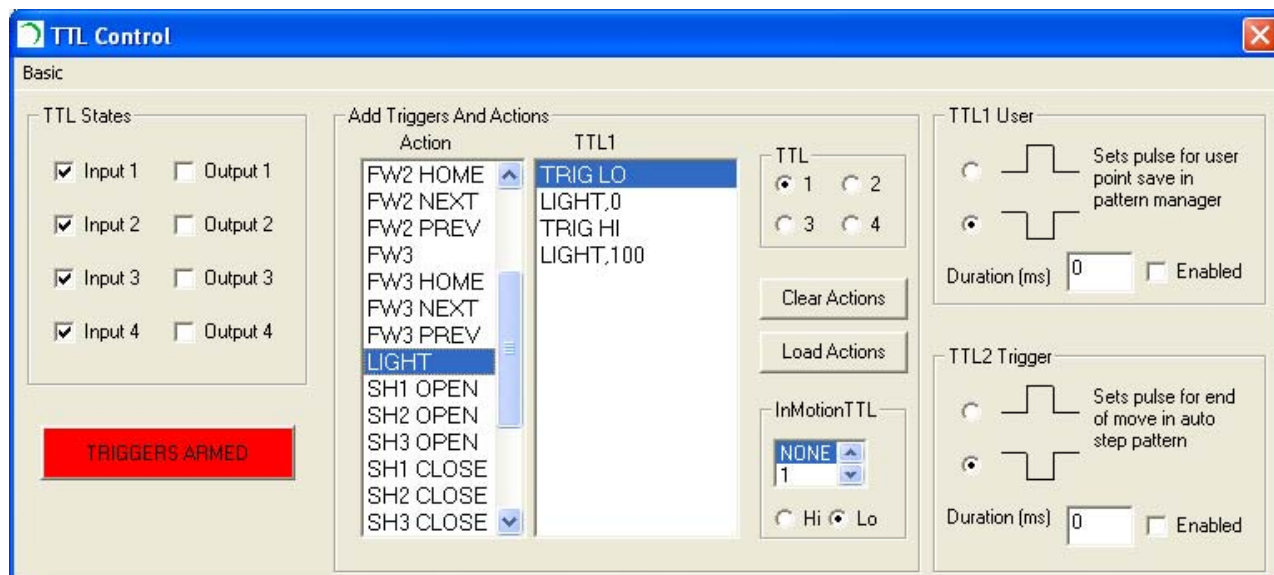 TTL Control
Basic
TTL States
Input 1 Output 1
Input 2 Output 2
Input 3 Output 3
Input 4 Output 4
TRIGGERS ARMED
Add Triggers And Actions
Action
FW2 HOME
FW2 NEXT
FW2 PREV
FW3
FW3 HOME
FW3 NEXT
FW3 PREV
LIGHT
SH1 OPEN
SH2 OPEN
SH3 OPEN
SH1 CLOSE
SH2 CLOSE
SH3 CLOSE
TTL1
TRIG LO
LIGHT,0
TRIG HI
LIGHT,100
TTL
1 2
3 4
Clear Actions
Load Actions
InMotionTTL
NONE
1
Hi Lo
TTL1 User
Sets pulse for user
point save in
pattern manager
Duration (ms) 0 Enabled
TTL2 Trigger
Sets pulse for end
of move in auto
step pattern
Duration (ms) 0 Enabled